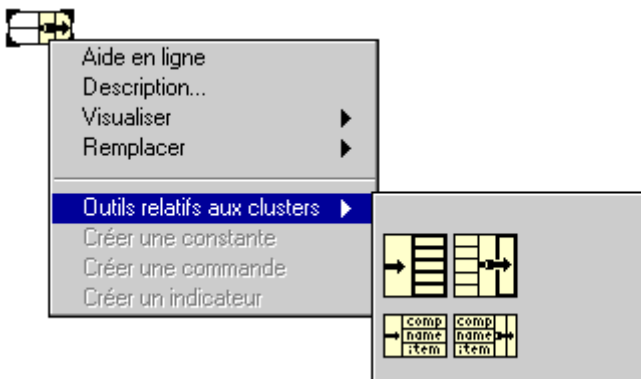 Aide en ligne
Description...
Visualiser
Remplacer
Outils relatifs aux clusters
Créer une constante
Créer une commande
Créer un indicateur
comp comp
name name
item item